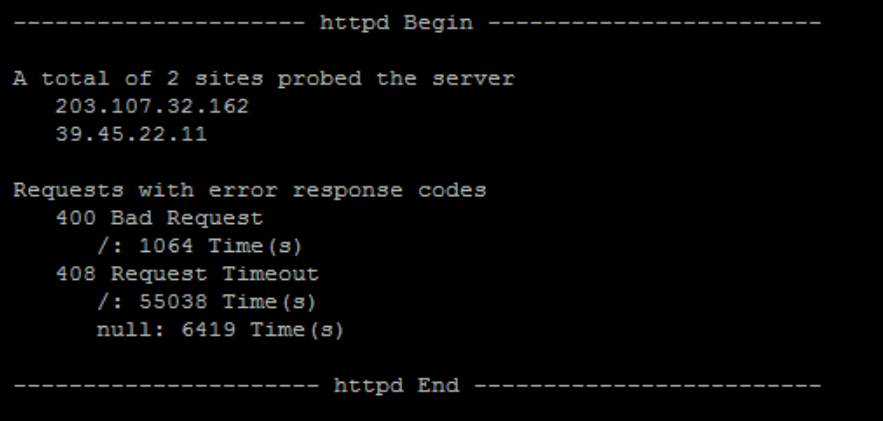 --------------------- httpd Begin ------------------------
A total of 2 sites probed the server
203.107.32.162
39.45.22.11
Requests with error response codes
400 Bad Request
/: 1064 Time(s)
408 Request Timeout
/: 55038 Time(s)
null: 6419 Time(s)
---------------------- httpd End -------------------------